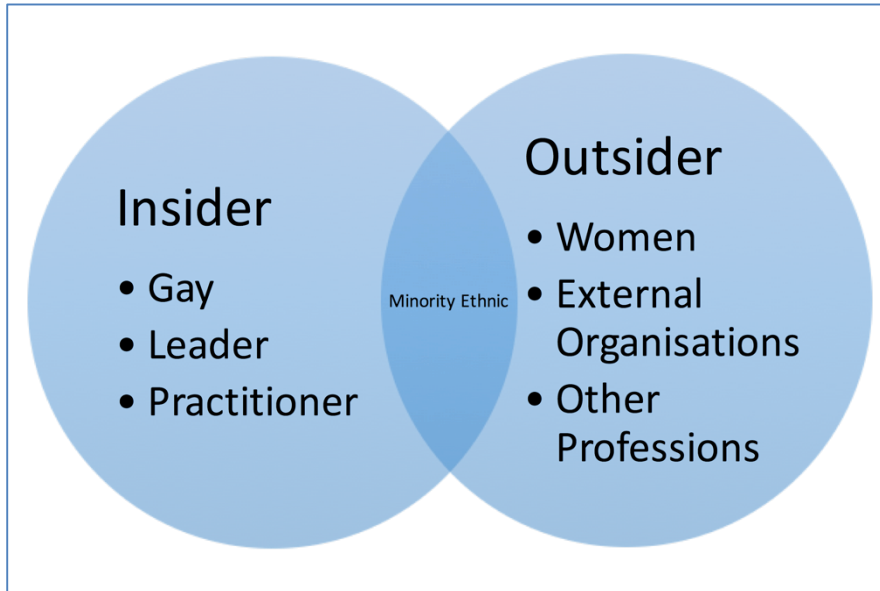 Insider
• Gay
• Leader
• Practitioner
Minority Ethnic
Outsider
• Women
• External
Organisations
• Other
Professions